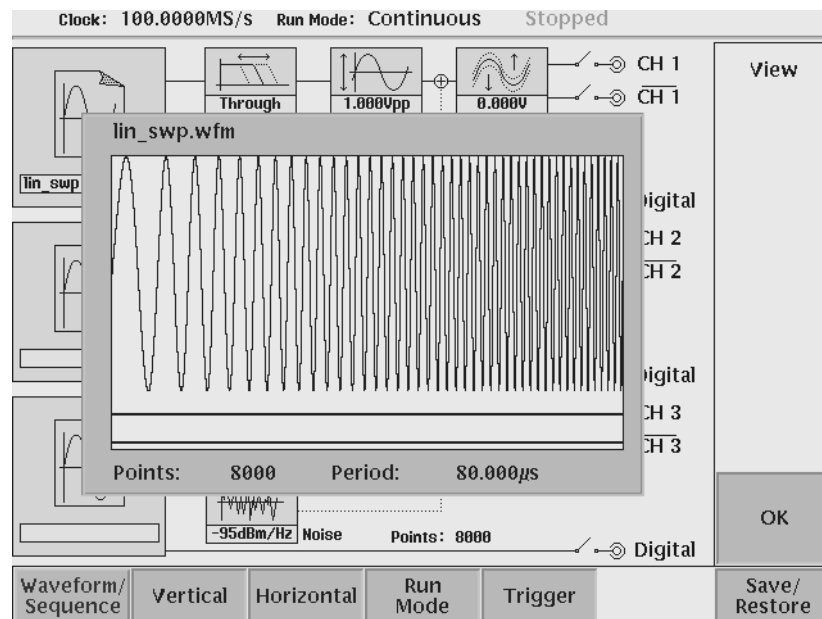 Clock: 100.0000MS/s Run Mode: Continuous Stopped
View
CH 1
CH 1
Through
1.000Vpp
0.000V
lin_swp.wfm
lin_swp
igital
CH 2
CH 2
igital
CH 3
CH 3
Points: 8000 Period: 80.000µs
-95dBm/Hz Noise Points: 8000
Digital
OK
Waveform/
Sequence
Vertical
Horizontal
Run
Mode
Trigger
Save/
Restore